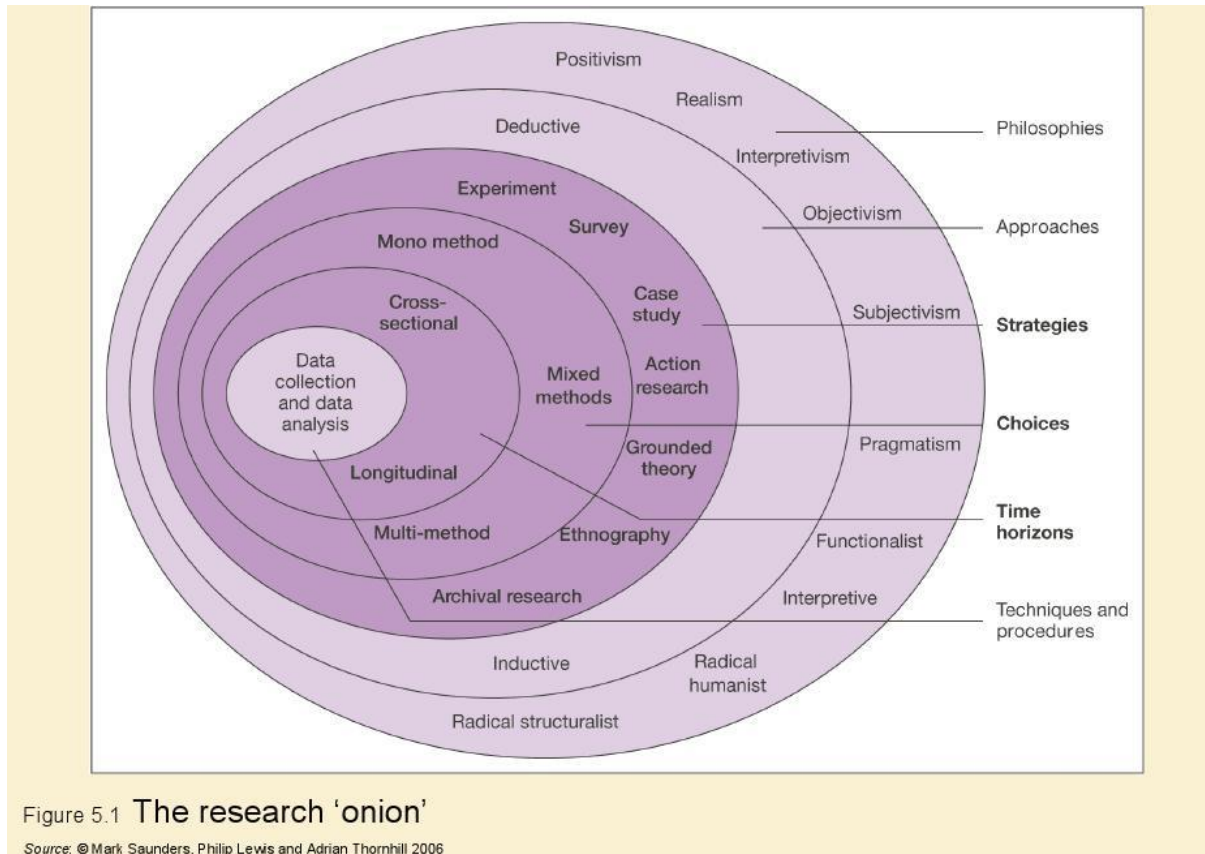 Positivism
Realism
Philosophies
Deductive
Interpretivism
Experiment
Objectivism
Survey
Approaches
Mono method
Cross-
sectional
Case
study
Subjectivism
Strategies
Data
collection
and data
analysis
Mixed
methods
Action
research
Choices
Grounded
theory
Pragmatism
Longitudinal
Time
horizons
Multi-method
Ethnography
Functionalist
Archival research
Interpretive
Techniques and
procedures
Inductive
Radical
humanist
Radical structuralist
Figure 5.1 The research ‘onion’
Source: © Mark Saunders, Philip Lewis and Adrian Thornhill 2006